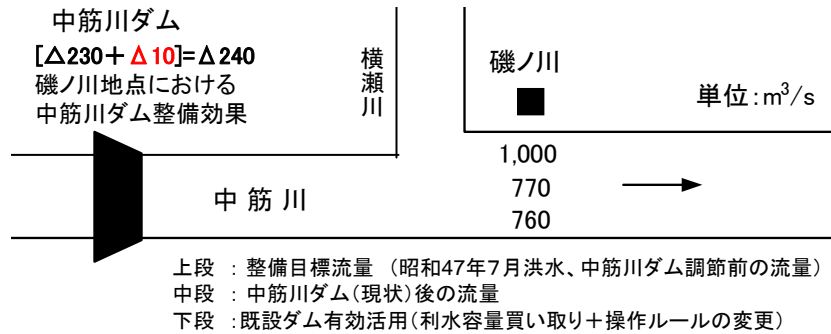 中筋川ダム
[△230+△10]=△240
磯ノ川地点における
中筋川ダム整備効果
横瀬川
磯ノ川
単位:m³/s
中筋川
1,000
770
760
上段 : 整備目標流量 (昭和47年7月洪水、中筋川ダム調節前の流量)
中段 : 中筋川ダム(現状)後の流量
下段 : 既設ダム有効活用(利水容量買い取り+操作ルールの変更)